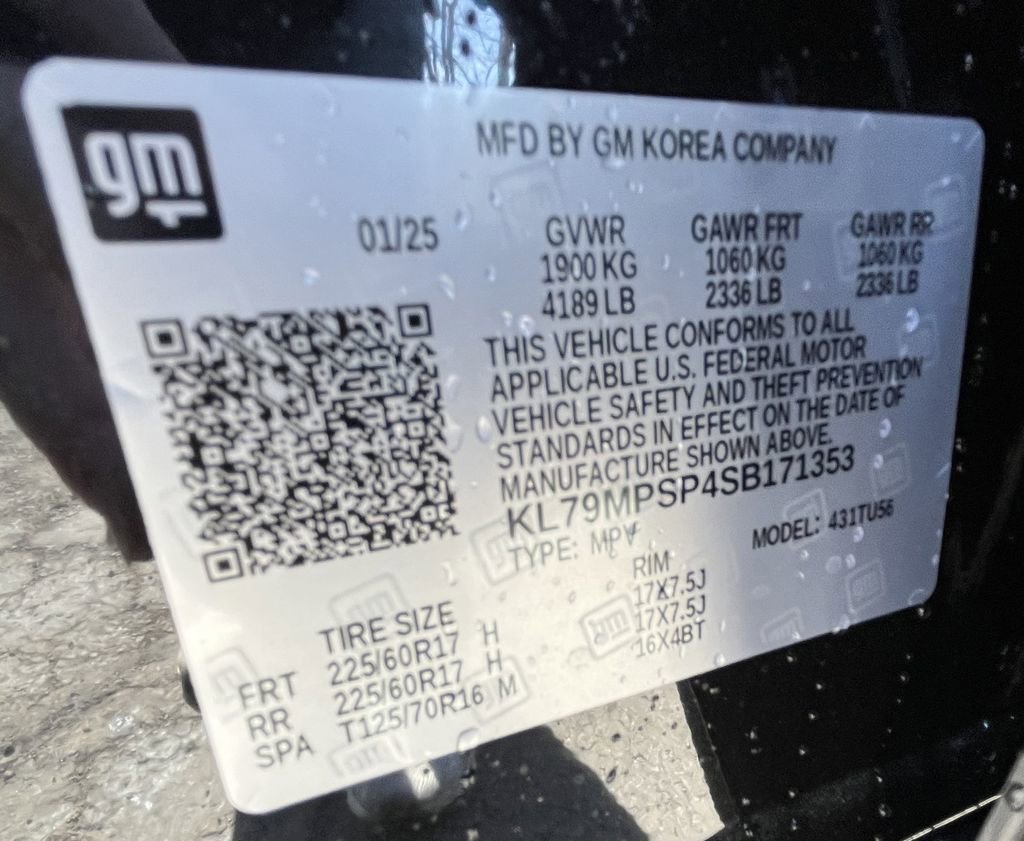 gm
MFD BY GM KOREA COMPANY
01/25
GVWR GAWR FRT GAWR RR
1900 KG 1060 KG 1060 KG
4189 LB 2336 LB 2336 LB
THIS VEHICLE CONFORMS TO ALL
APPLICABLE U.S. FEDERAL MOTOR
VEHICLE SAFETY AND THEFT PREVENTION
STANDARDS IN EFFECT ON THE DATE OF
MANUFACTURE SHOWN ABOVE.
KL79MPSP4SB171353
TYPE: MPV MODEL: 431TU56
TIRE SIZE RIM
FRT 225/60R17 H 17X7.5J
RR 225/60R17 H 17X7.5J
SPA T125/70R16 M 16X4BT